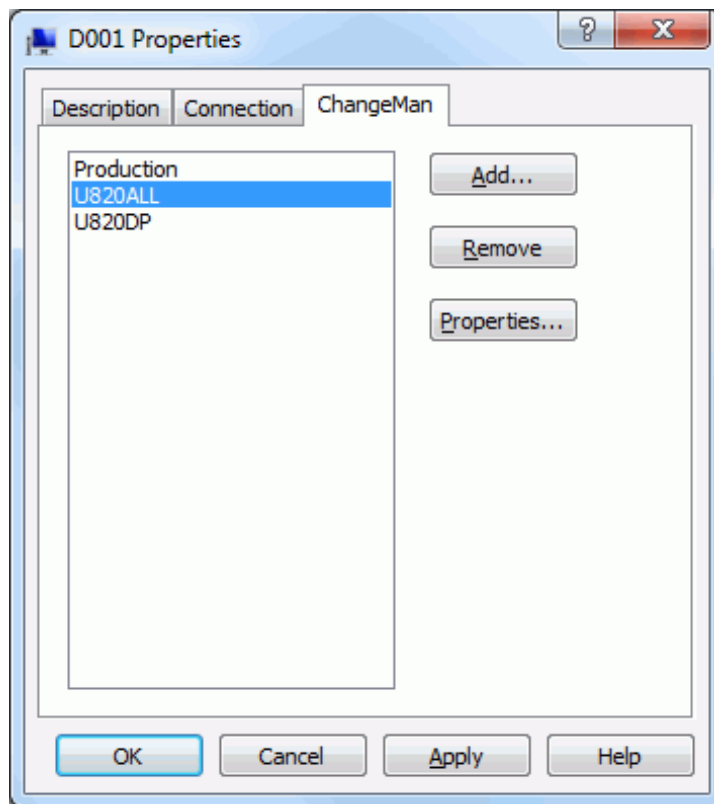 D001 Properties
? X
Description Connection ChangeMan
Production
U820ALL
U820DP
Add...
Remove
Properties...
OK Cancel Apply Help